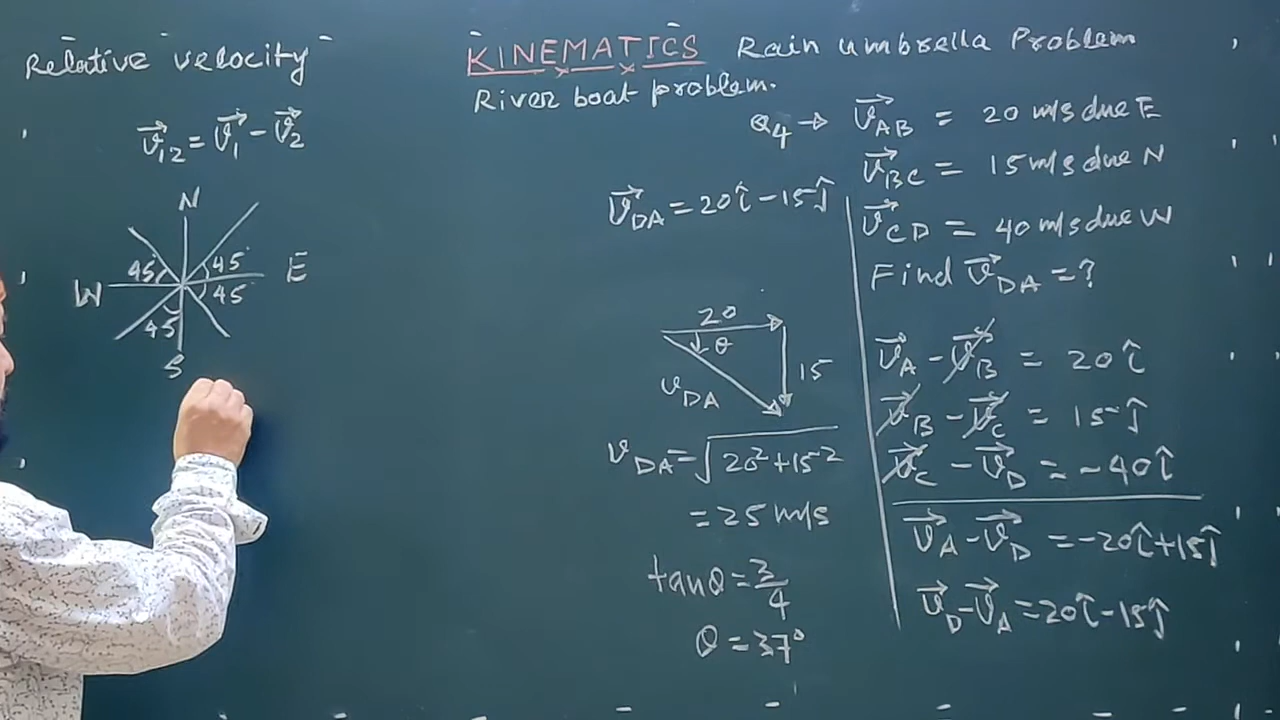 Relative velocity
v⃗₁₂ = v⃗₁ − v⃗₂
N
45° 45°
W E
45° 45°
S
KINEMATICS Rain umbrella Problem
River boat problem.
Q4 → v⃗AB = 20 m/s due E
v⃗BC = 15 m/s due N
v⃗CD = 40 m/s due W
Find v⃗DA = ?
v⃗A − v⃗B = 20î
v⃗B − v⃗C = 15ĵ
v⃗C − v⃗D = −40î
v⃗A − v⃗D = −20î + 15ĵ
v⃗D − v⃗A = 20î − 15ĵ
v⃗DA = 20î − 15ĵ
20
θ
15
vDA
vDA = √20² + 15²
= 25 m/s
tanθ = 3/4
θ = 37°